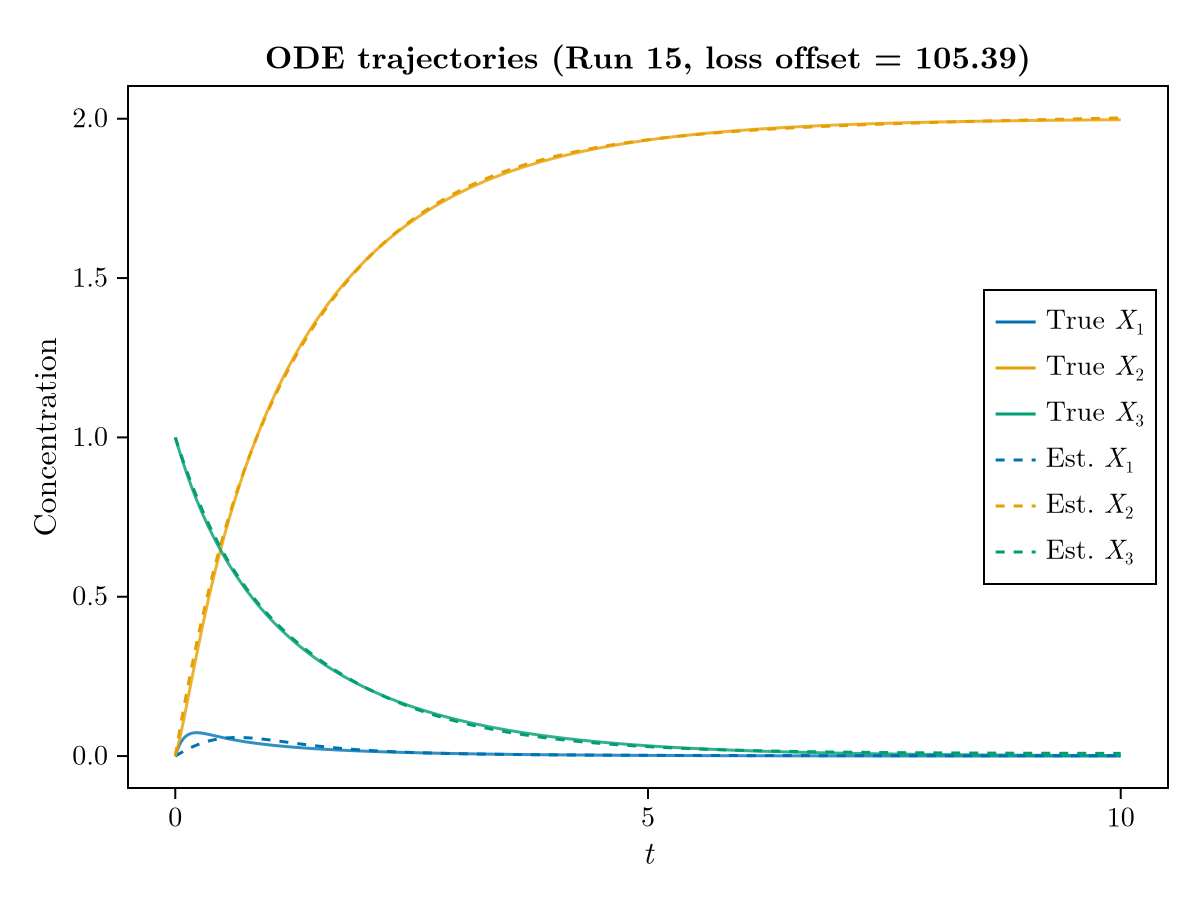 ODE trajectories (Run 15, loss offset = 105.39)
2.0
1.5
1.0
0.5
0.0
Concentration
True X₁
True X₂
True X₃
Est. X₁
Est. X₂
Est. X₃
0
5
10
t